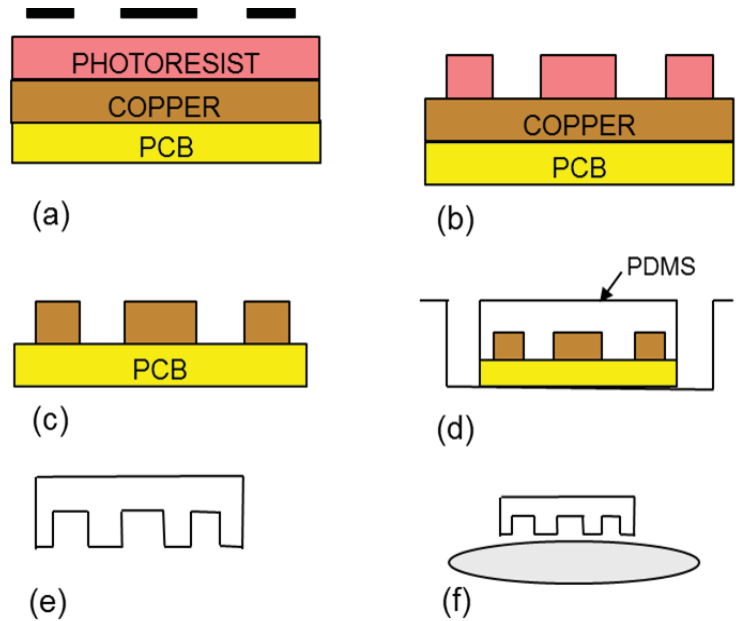 PHOTORESIST
COPPER
PCB
(a)
COPPER
PCB
(b)
PCB
(c)
PDMS
(d)
(e)
(f)